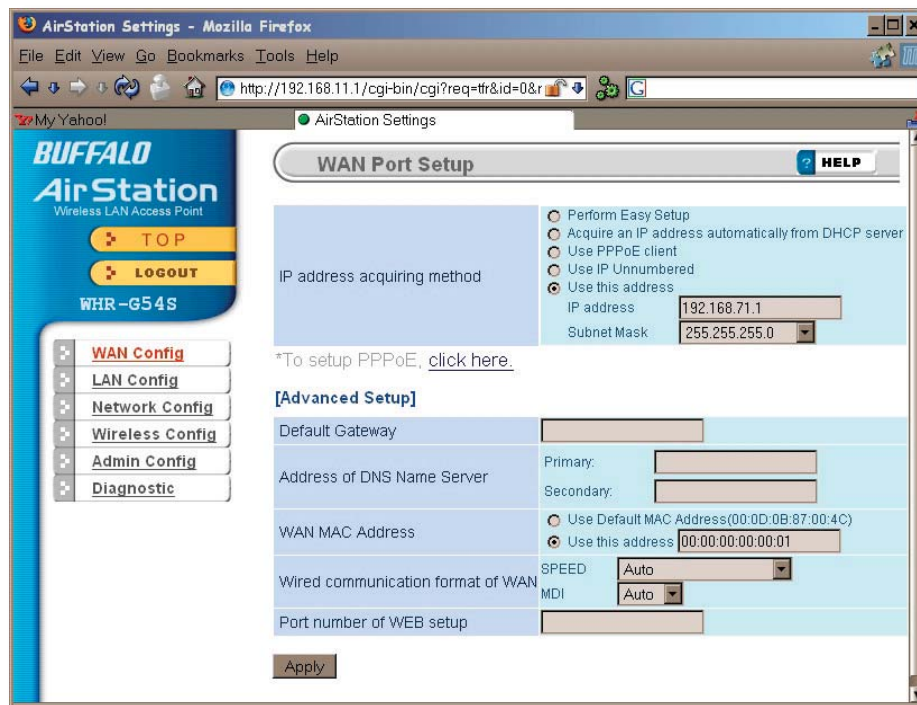 AirStation Settings - Mozilla Firefox
File Edit View Go Bookmarks Tools Help
http://192.168.11.1/cgi-bin/cgi?req=tfr&id=0&r
G
My Yahoo!
AirStation Settings
BUFFALO
AirStation
Wireless LAN Access Point
TOP
LOGOUT
WHR-G54S
WAN Config
LAN Config
Network Config
Wireless Config
Admin Config
Diagnostic
WAN Port Setup
? HELP
IP address acquiring method
Perform Easy Setup
Acquire an IP address automatically from DHCP server
Use PPPoE client
Use IP Unnumbered
Use this address
IP address 192.168.71.1
Subnet Mask 255.255.255.0
*To setup PPPoE, click here.
[Advanced Setup]
Default Gateway
Address of DNS Name Server
Primary:
Secondary:
WAN MAC Address
Use Default MAC Address(00:0D:0B:87:00:4C)
Use this address 00:00:00:00:00:01
Wired communication format of WAN
SPEED Auto
MDI Auto
Port number of WEB setup
Apply